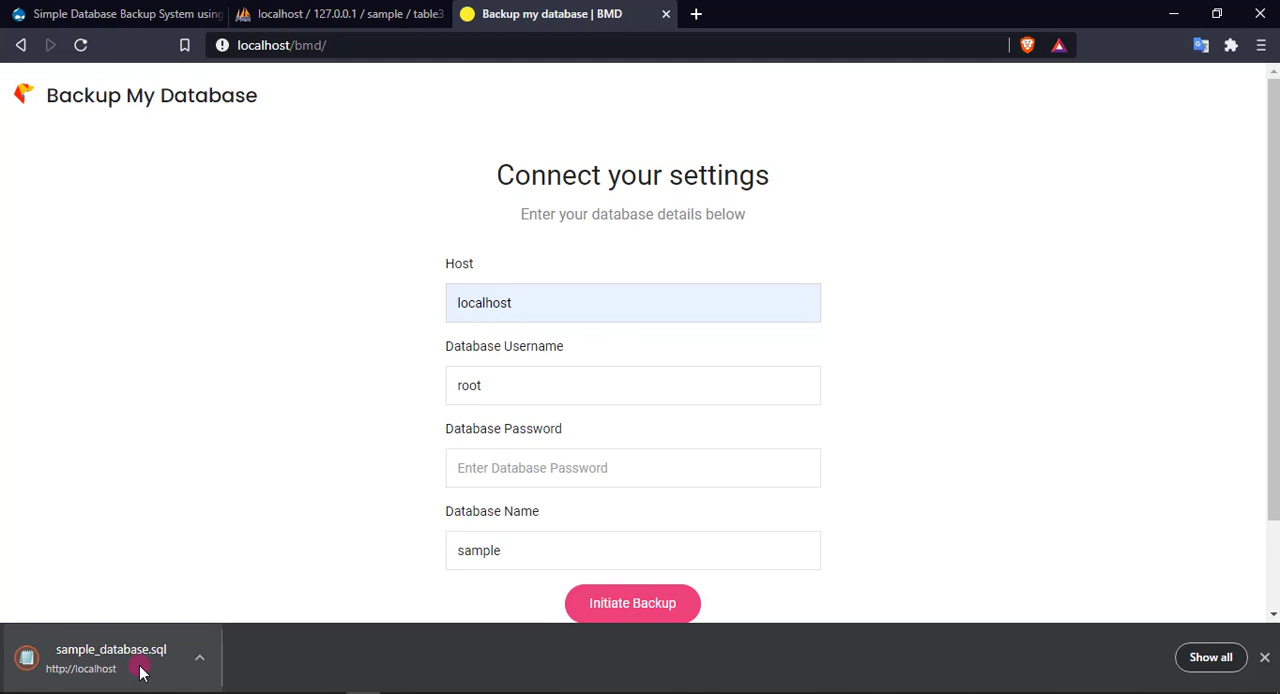 Simple Database Backup System using
localhost / 127.0.0.1 / sample / table3
Backup my database | BMD
localhost/bmd/
Backup My Database
Connect your settings
Enter your database details below
Host
localhost
Database Username
root
Database Password
Enter Database Password
Database Name
sample
Initiate Backup
sample_database.sql
http://localhost
Show all